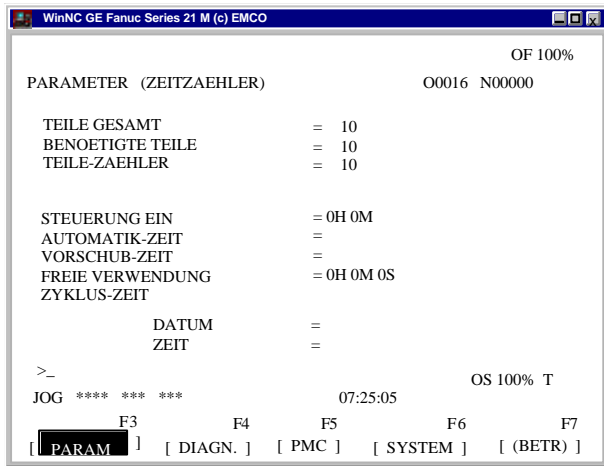 WinNC GE Fanuc Series 21 M (c) EMCO
OF 100%
PARAMETER (ZEITZAEHLER) O0016 N00000
TEILE GESAMT = 10
BENOETIGTE TEILE = 10
TEILE-ZAEHLER = 10
STEUERUNG EIN = 0H 0M
AUTOMATIK-ZEIT =
VORSCHUB-ZEIT =
FREIE VERWENDUNG = 0H 0M 0S
ZYKLUS-ZEIT
DATUM =
ZEIT =
>_
OS 100% T
JOG **** *** *** 07:25:05
F3 F4 F5 F6 F7
[ PARAM ] [ DIAGN. ] [ PMC ] [ SYSTEM ] [ (BETR) ]